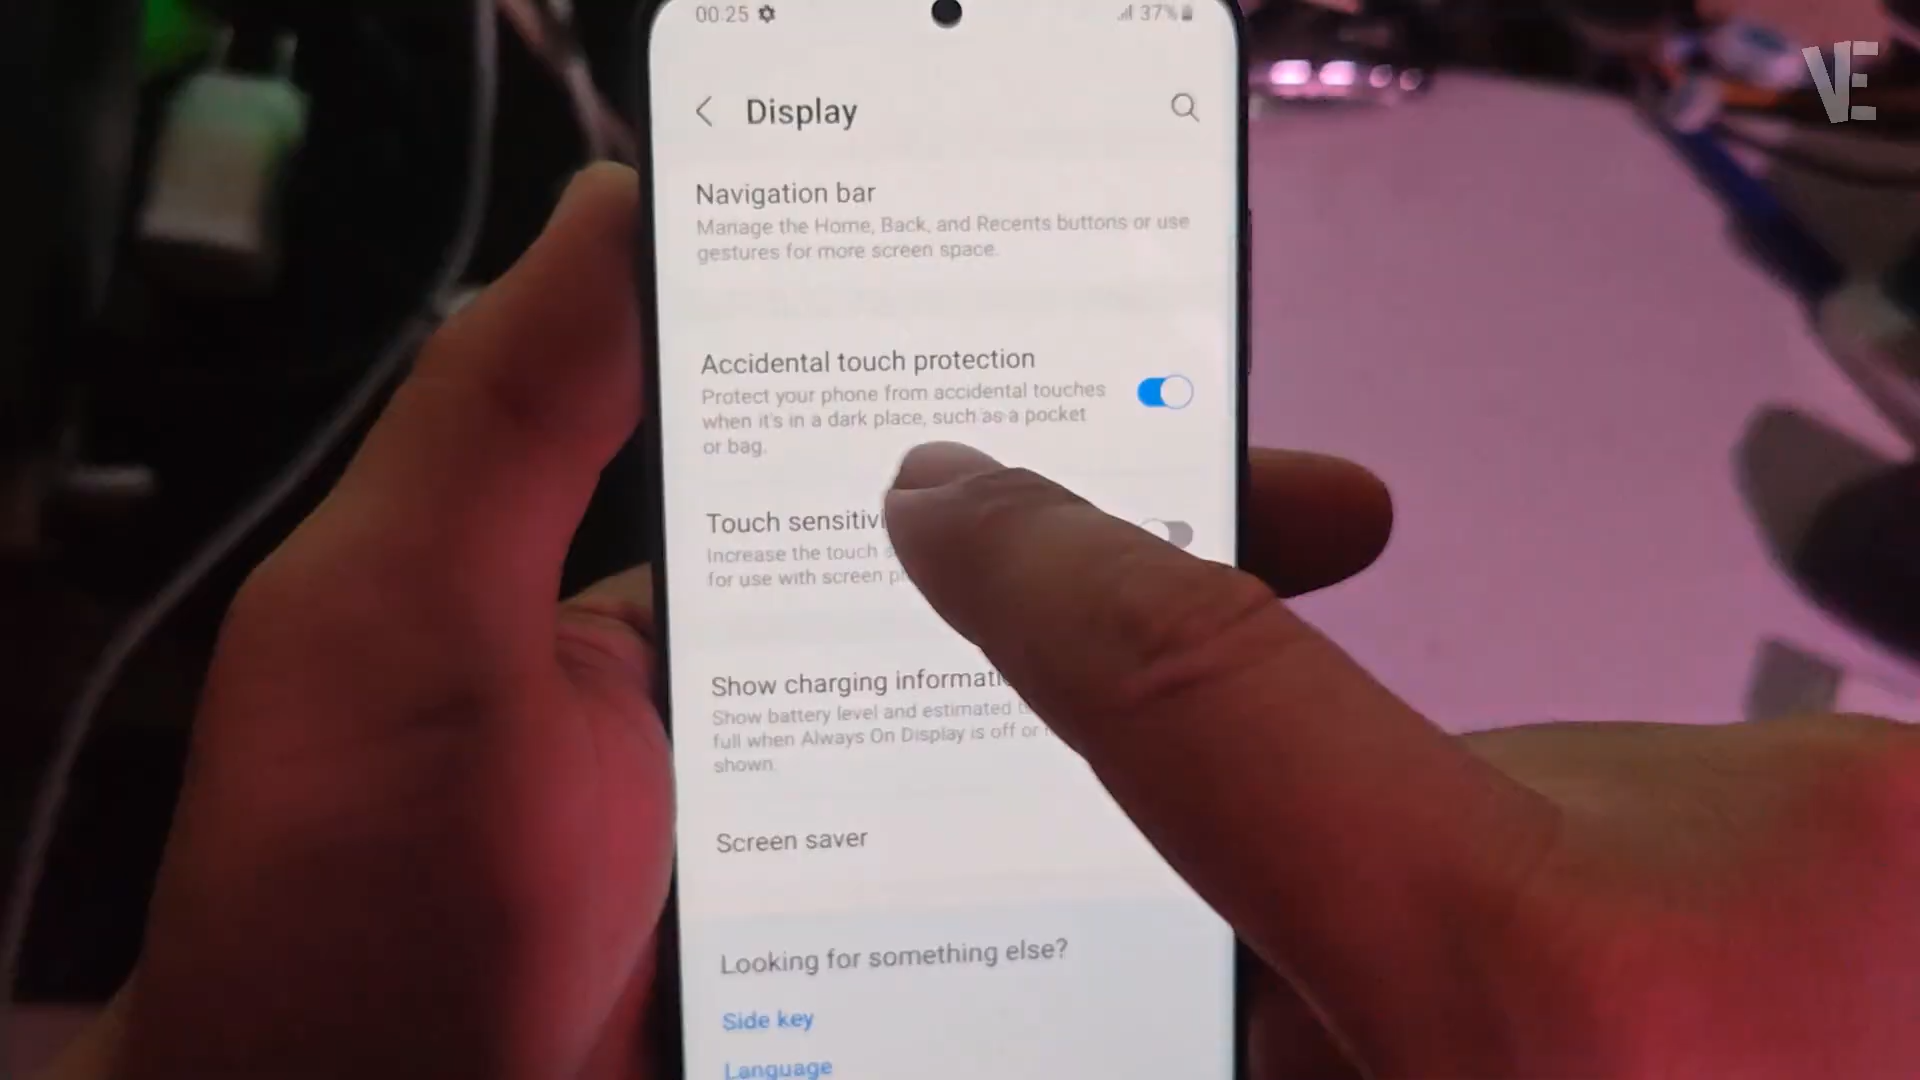 00:25
37%
Display
Navigation bar
Manage the Home, Back, and Recents buttons or use
gestures for more screen space.
Accidental touch protection
Protect your phone from accidental touches
when it's in a dark place, such as a pocket
or bag.
Touch sensitivi
Increase the touch
for use with screen
Show charging informati
Show battery level and estimated
full when Always On Display is off or
shown.
Screen saver
Looking for something else?
Side key
Language
VE